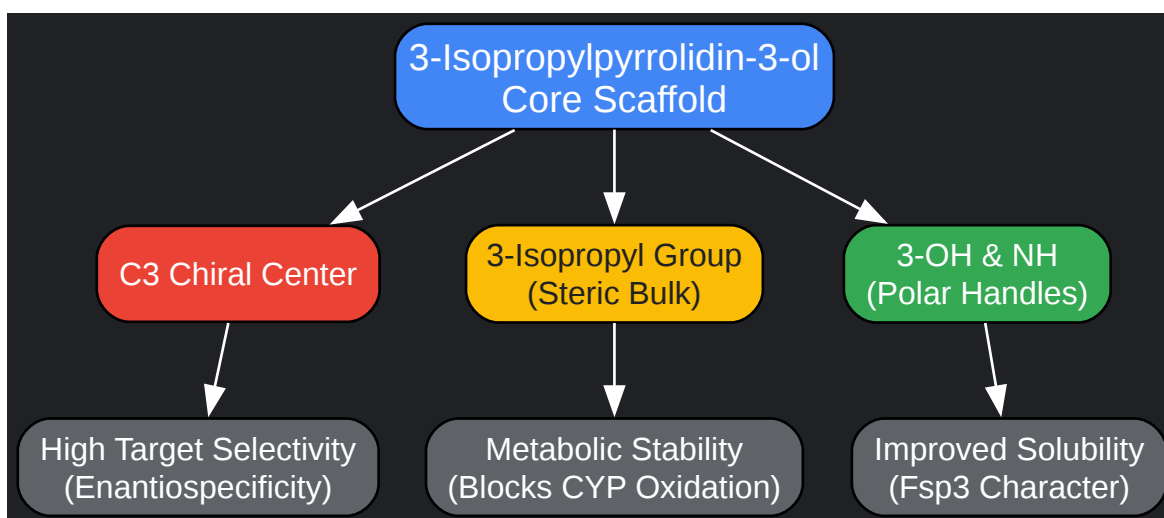 3-Isopropylpyrrolidin-3-ol
Core Scaffold
C3 Chiral Center
3-Isopropyl Group
(Steric Bulk)
3-OH & NH
(Polar Handles)
High Target Selectivity
(Enantiospecificity)
Metabolic Stability
(Blocks CYP Oxidation)
Improved Solubility
(Fsp3 Character)